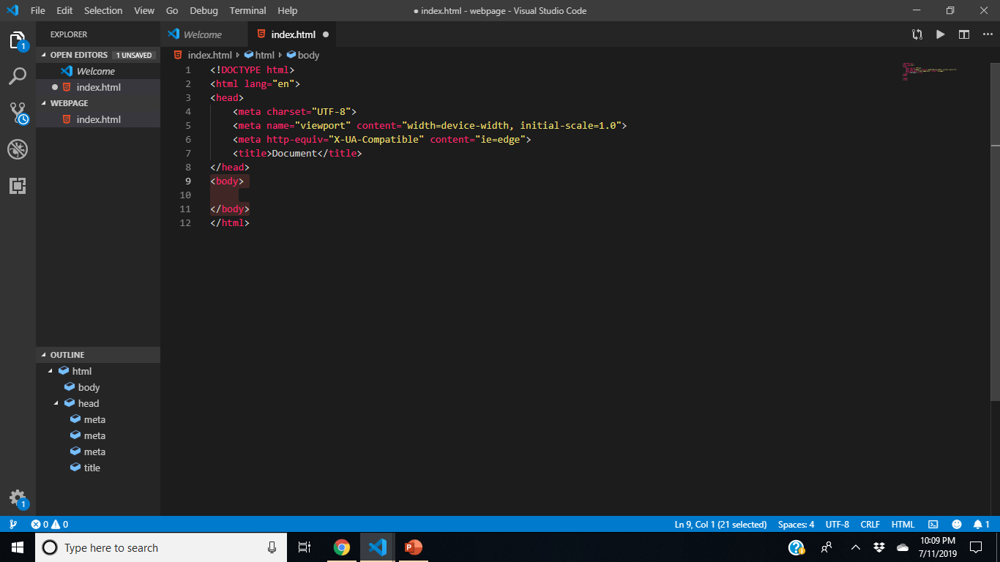 File Edit Selection View Go Debug Terminal Help
● index.html - webpage - Visual Studio Code
EXPLORER
OPEN EDITORS 1 UNSAVED
Welcome
index.html
WEBPAGE
index.html
OUTLINE
html
body
head
meta
meta
meta
title
Welcome index.html
index.html html body
1 <!DOCTYPE html>
2 <html lang="en">
3 <head>
4 <meta charset="UTF-8">
5 <meta name="viewport" content="width=device-width, initial-scale=1.0">
6 <meta http-equiv="X-UA-Compatible" content="ie=edge">
7 <title>Document</title>
8 </head>
9 <body>
10
11 </body>
12 </html>
1
1
0 0 Ln 9, Col 1 (21 selected) Spaces: 4 UTF-8 CRLF HTML 1
Type here to search
10:09 PM
7/11/2019